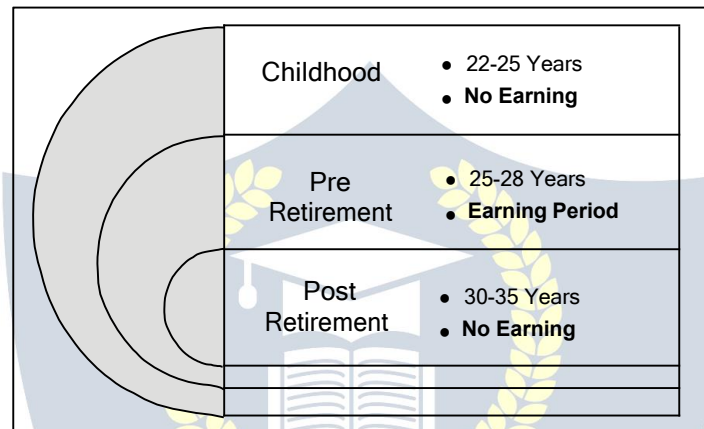 Childhood
• 22-25 Years
• No Earning
Pre
Retirement
• 25-28 Years
• Earning Period
Post
Retirement
• 30-35 Years
• No Earning